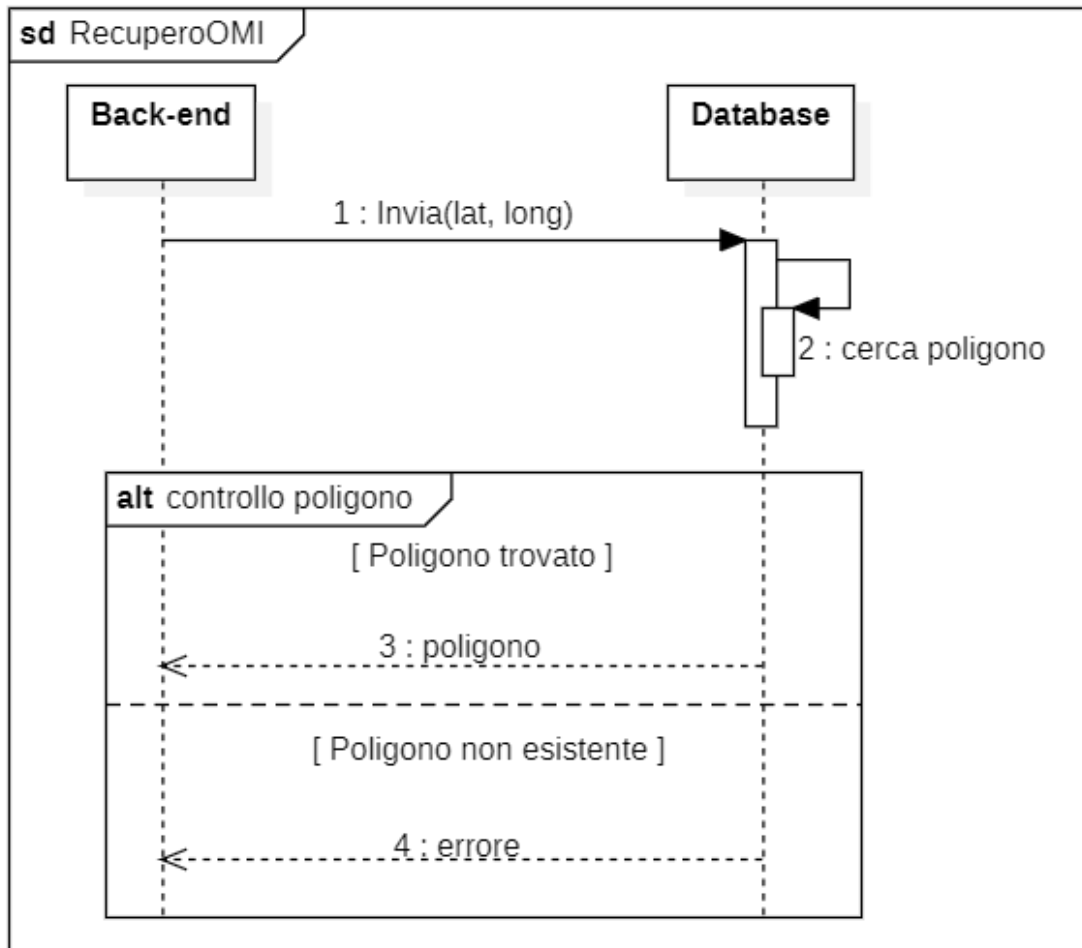 sd RecuperoOMI
Back-end
Database
1 : Invia(lat, long)
2 : cerca poligono
alt controllo poligono
[ Poligono trovato ]
3 : poligono
[ Poligono non esistente ]
4 : errore